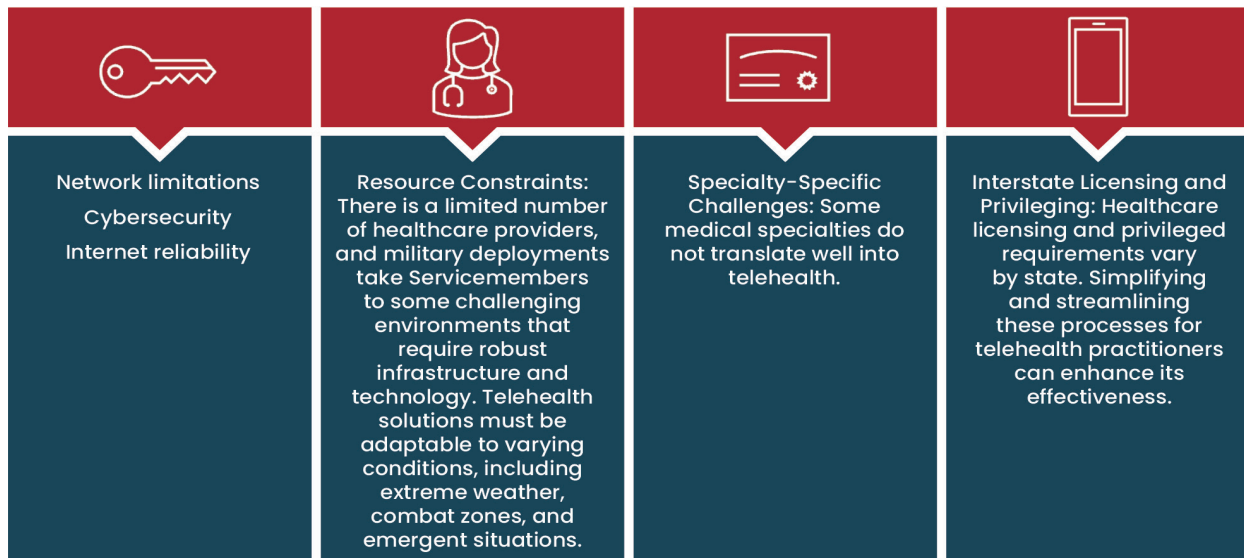 Network limitations
Cybersecurity
Internet reliability
Resource Constraints:
There is a limited number
of healthcare providers,
and military deployments
take Servicemembers
to some challenging
environments that
require robust
infrastructure and
technology. Telehealth
solutions must be
adaptable to varying
conditions, including
extreme weather,
combat zones, and
emergent situations.
Specialty-Specific
Challenges: Some
medical specialties do
not translate well into
telehealth.
Interstate Licensing and
Privileging: Healthcare
licensing and privileged
requirements vary
by state. Simplifying
and streamlining
these processes for
telehealth practitioners
can enhance its
effectiveness.